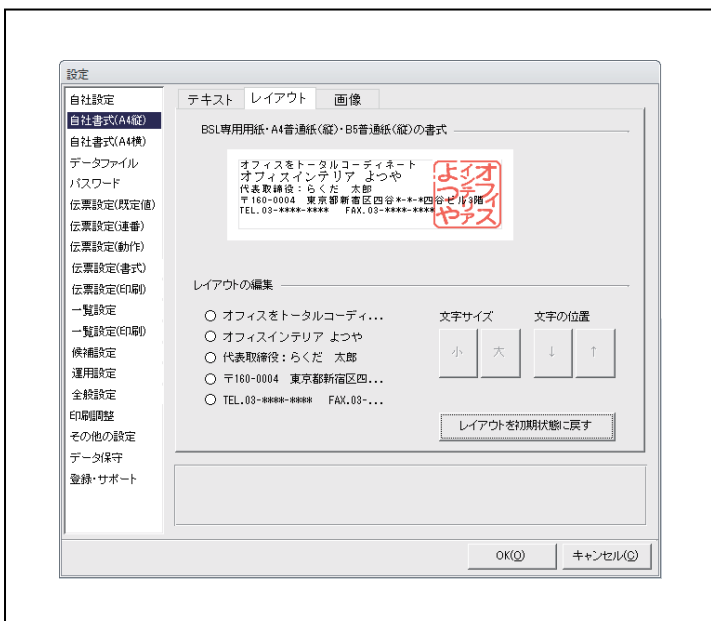 設定
自社設定
自社書式(A4縦)
自社書式(A4横)
データファイル
パスワード
伝票設定(既定値)
伝票設定(連番)
伝票設定(動作)
伝票設定(書式)
伝票設定(印刷)
一覧設定
一覧設定(印刷)
候補設定
運用設定
全般設定
印刷調整
その他の設定
データ保守
登録・サポート
テキスト レイアウト 画像
BSL専用用紙・A4普通紙(縦)・B5普通紙(縦)の書式
オフィスをトータルコーディネート
オフィスインテリア よつや
代表取締役：らくだ 太郎
〒160-0004 東京都新宿区四谷*-*-*四谷ビル3階
TEL.03-****-**** FAX.03-****-****
オフィス
インテリア
よつや
レイアウトの編集
オフィスをトータルコーディ...
オフィスインテリア よつや
代表取締役：らくだ 太郎
〒160-0004 東京都新宿区四...
TEL.03-****-**** FAX.03-...
文字サイズ 文字の位置
小 大 ↓ ↑
レイアウトを初期状態に戻す
OK(O) キャンセル(C)